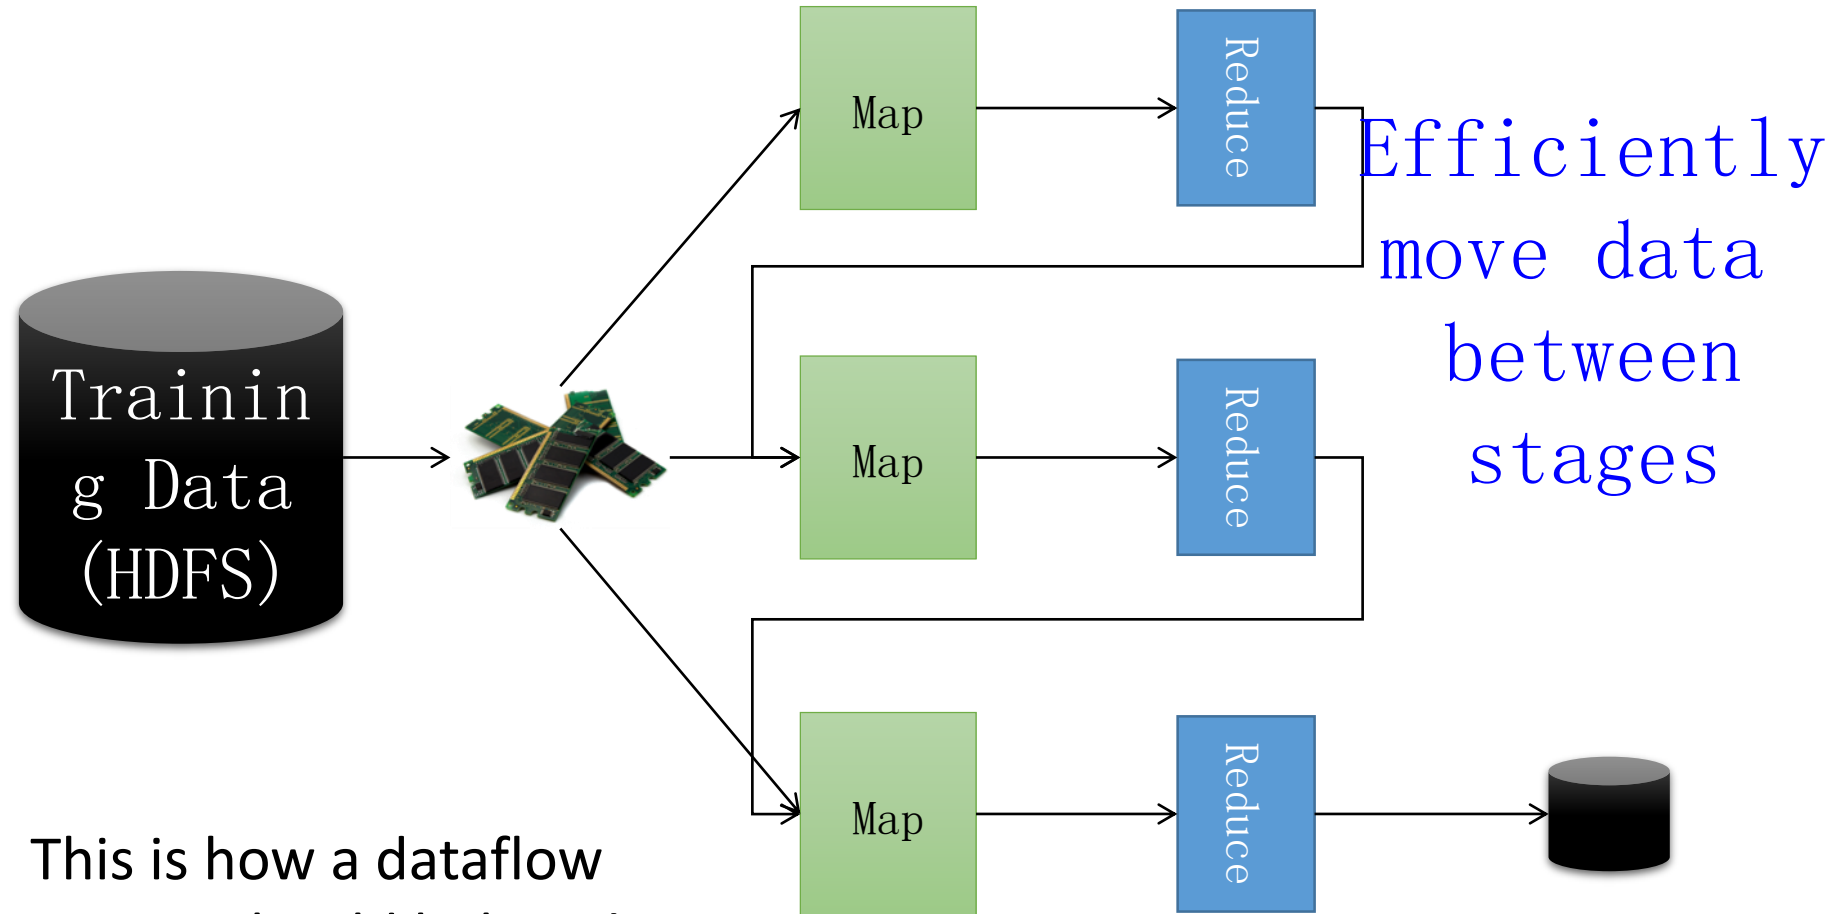 Map
Reduce
Efficiently
move data
between
stages
Trainin
g Data
(HDFS)
Map
Reduce
Map
Reduce
This is how a dataflow